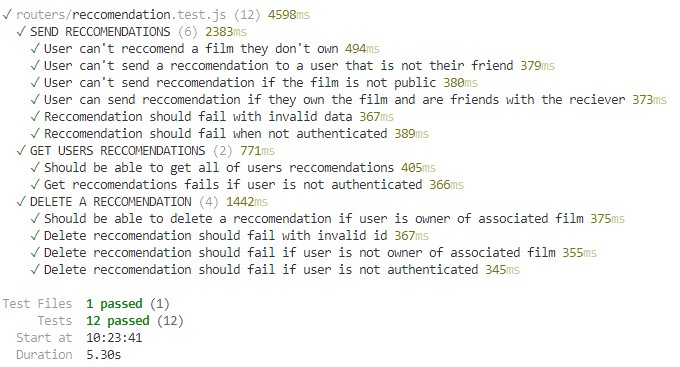 ✓ routers/reccomendation.test.js (12) 4598ms
✓ SEND RECCOMENDATIONS (6) 2383ms
✓ User can't reccomend a film they don't own 494ms
✓ User can't send a reccomendation to a user that is not their friend 379ms
✓ User can't send reccomendation if the film is not public 380ms
✓ User can send reccomendation if they own the film and are friends with the reciever 373ms
✓ Reccomendation should fail with invalid data 367ms
✓ Reccomendation should fail when not authenticated 389ms
✓ GET USERS RECCOMENDATIONS (2) 771ms
✓ Should be able to get all of users reccomendations 405ms
✓ Get reccomendations fails if user is not authenticated 366ms
✓ DELETE A RECCOMENDATION (4) 1442ms
✓ Should be able to delete a reccomendation if user is owner of associated film 375ms
✓ Delete reccomendation should fail with invalid id 367ms
✓ Delete reccomendation should fail if user is not owner of associated film 355ms
✓ Delete reccomendation should fail if user is not authenticated 345ms
Test Files 1 passed (1)
Tests 12 passed (12)
Start at 10:23:41
Duration 5.30s